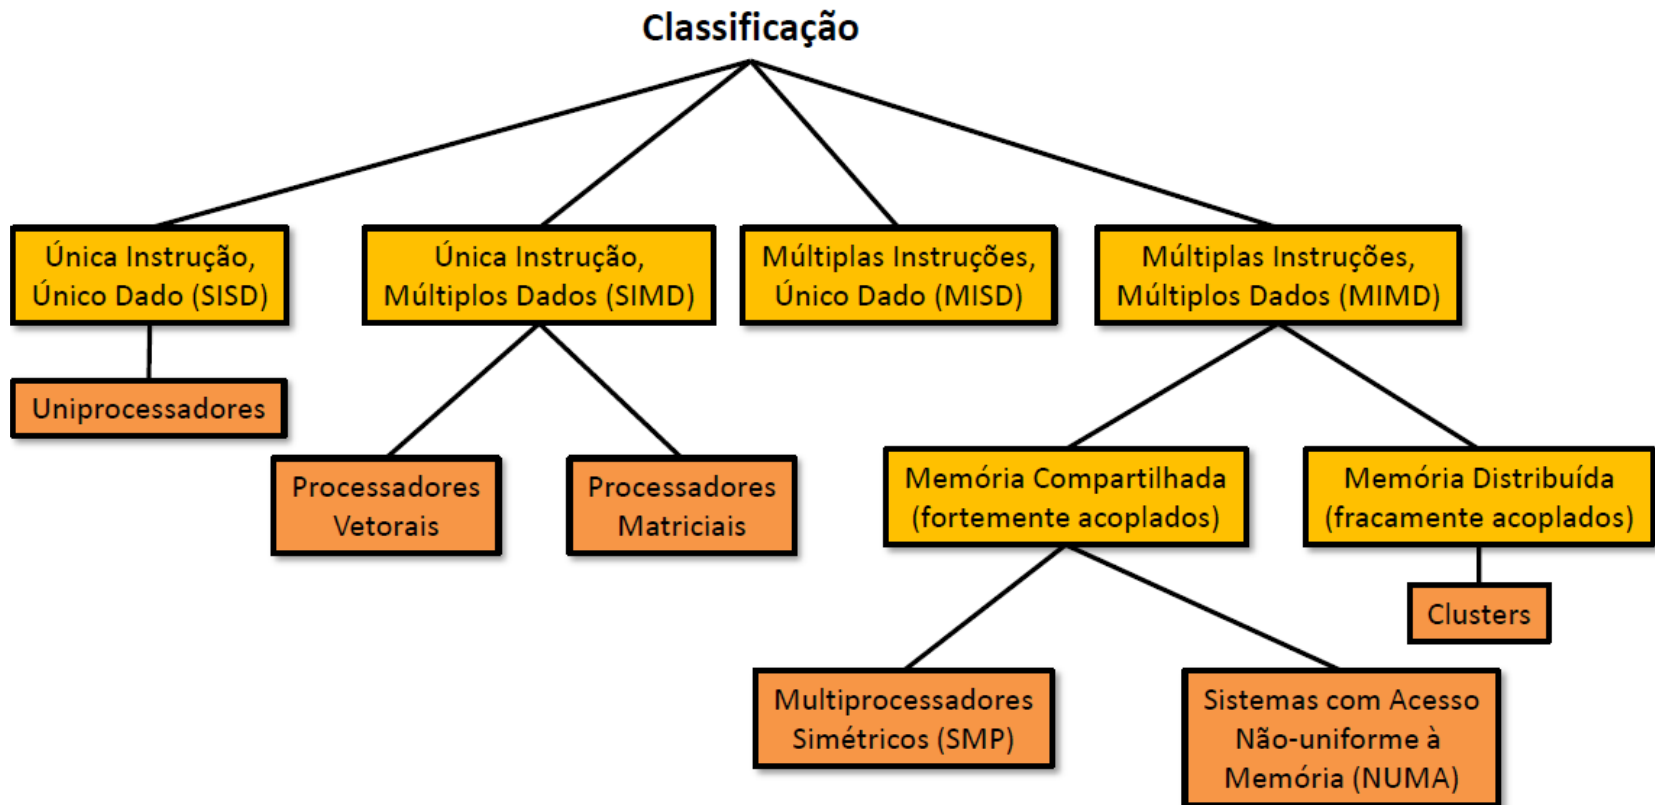 Classificação
Única Instrução,
Único Dado (SISD)
Única Instrução,
Múltiplos Dados (SIMD)
Múltiplas Instruções,
Único Dado (MISD)
Múltiplas Instruções,
Múltiplos Dados (MIMD)
Uniprocessadores
Processadores
Vetorais
Processadores
Matriciais
Memória Compartilhada
(fortemente acoplados)
Memória Distribuída
(fracamente acoplados)
Clusters
Multiprocessadores
Simétricos (SMP)
Sistemas com Acesso
Não-uniforme à
Memória (NUMA)